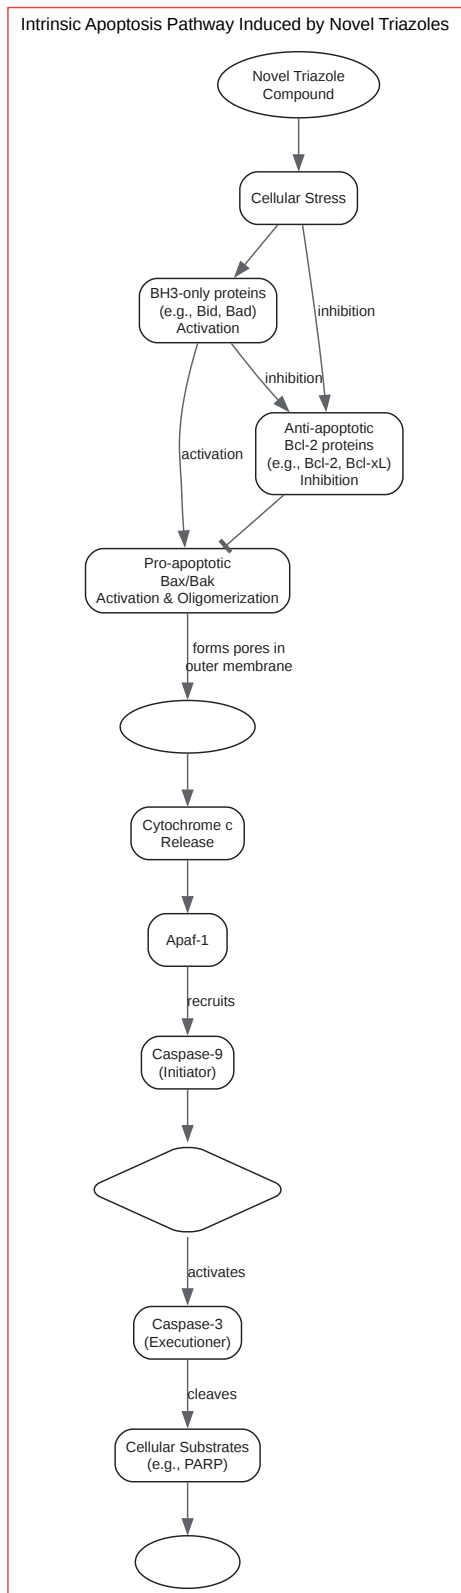 Intrinsic Apoptosis Pathway Induced by Novel Triazoles
Novel Triazole
Compound
Cellular Stress
BH3-only proteins
(e.g., Bid, Bad)
Activation
inhibition
inhibition
Anti-apoptotic
Bcl-2 proteins
(e.g., Bcl-2, Bcl-xL)
Inhibition
activation
Pro-apoptotic
Bax/Bak
Activation & Oligomerization
forms pores in
outer membrane
Cytochrome c
Release
Apaf-1
recruits
Caspase-9
(Initiator)
activates
Caspase-3
(Executioner)
cleaves
Cellular Substrates
(e.g., PARP)